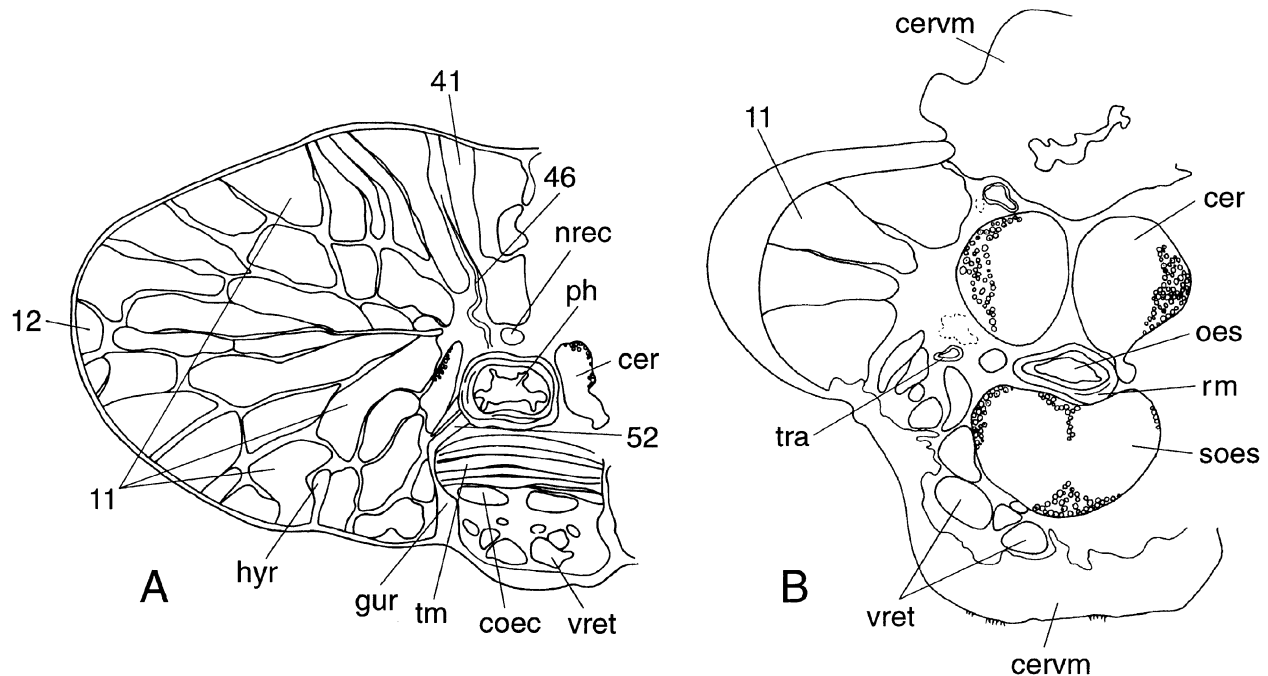 41
46
nrec
ph
12
cer
52
11
hyr
A
gur
tm
coec
vret
cervm
11
cer
oes
rm
tra
soes
B
vret
cervm